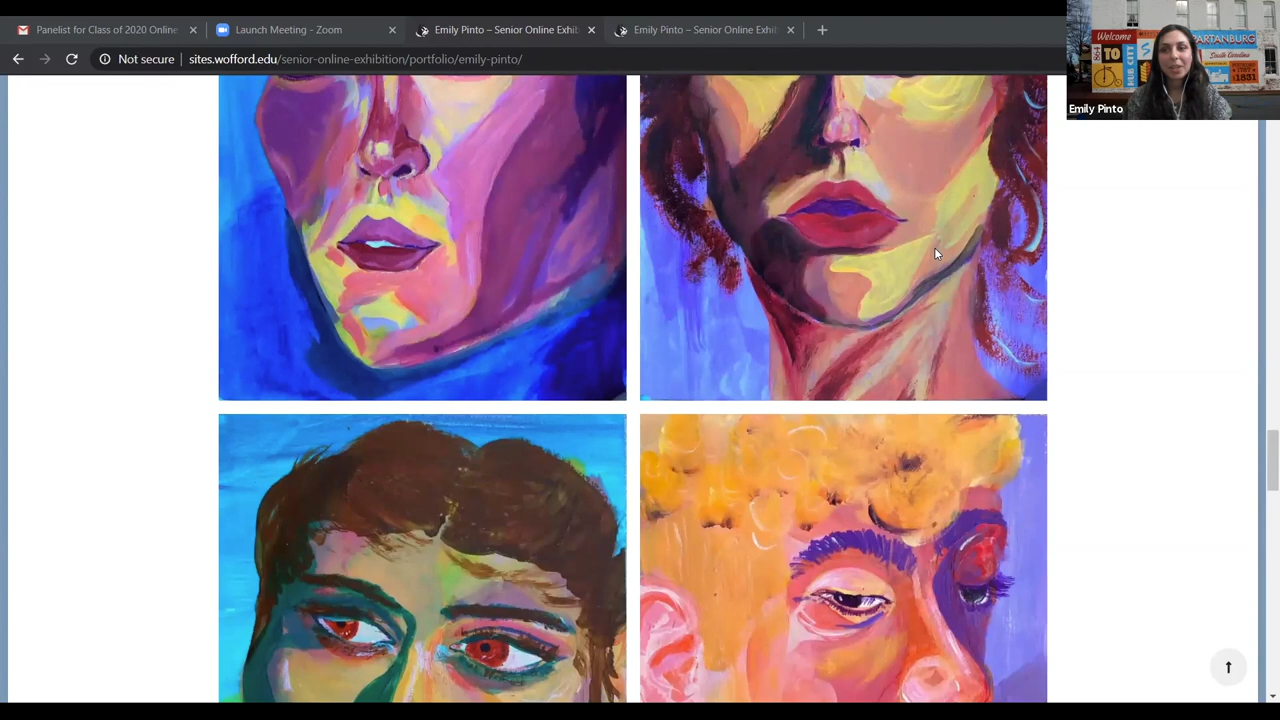 Panelist for Class of 2020 Online
Launch Meeting - Zoom
Emily Pinto – Senior Online Exhib
Emily Pinto – Senior Online Exhib
Not secure
sites.wofford.edu/senior-online-exhibition/portfolio/emily-pinto/
Welcome
TO
HUB CITY
SPARTANBURG
South Carolina
1831
Emily Pinto